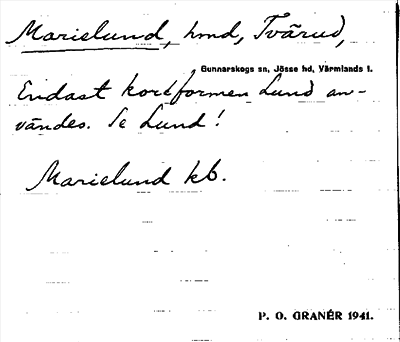 Marielund, hmd, Tvärud,
Gunnarskogs sn, Jösse hd, Värmlands l.
Endast kortformen Lund an-
vändes. Se Lund!
Marielund kb.
P. O. GRANÉR 1941.